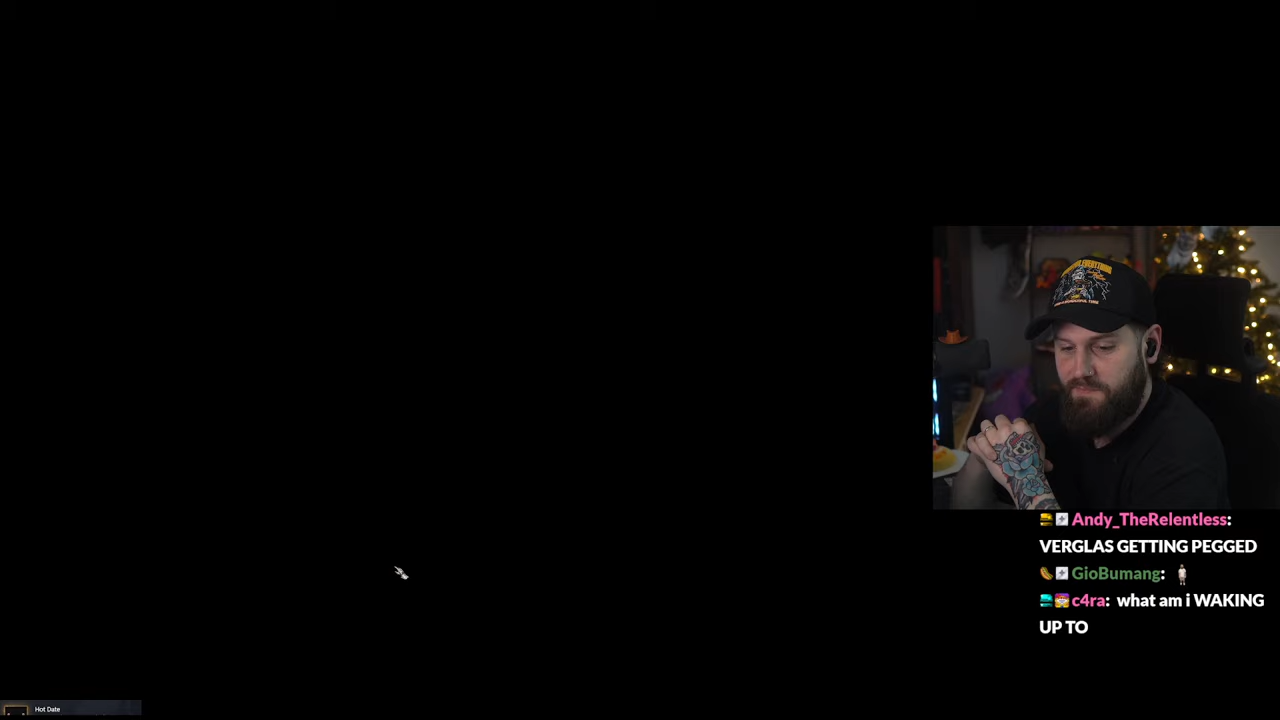 Andy_TheRelentless:
VERGLAS GETTING PEGGED
GioBumang:
c4ra: what am i WAKING
UP TO
Hot Date